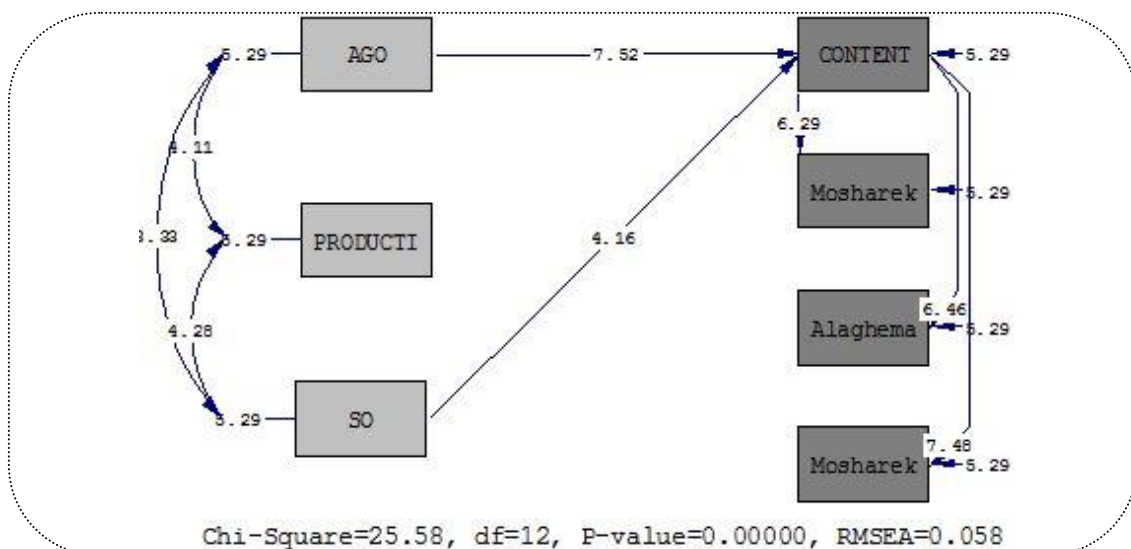 5.29 AGO 7.52 CONTENT 5.29
6.29
4.11 Mosharek 5.29
3.33 5.29 PRODUCTI 4.16
4.28 Alaghema 6.46 5.29
5.29 SO
Mosharek 7.48 5.29
Chi-Square=25.58, df=12, P-value=0.00000, RMSEA=0.058